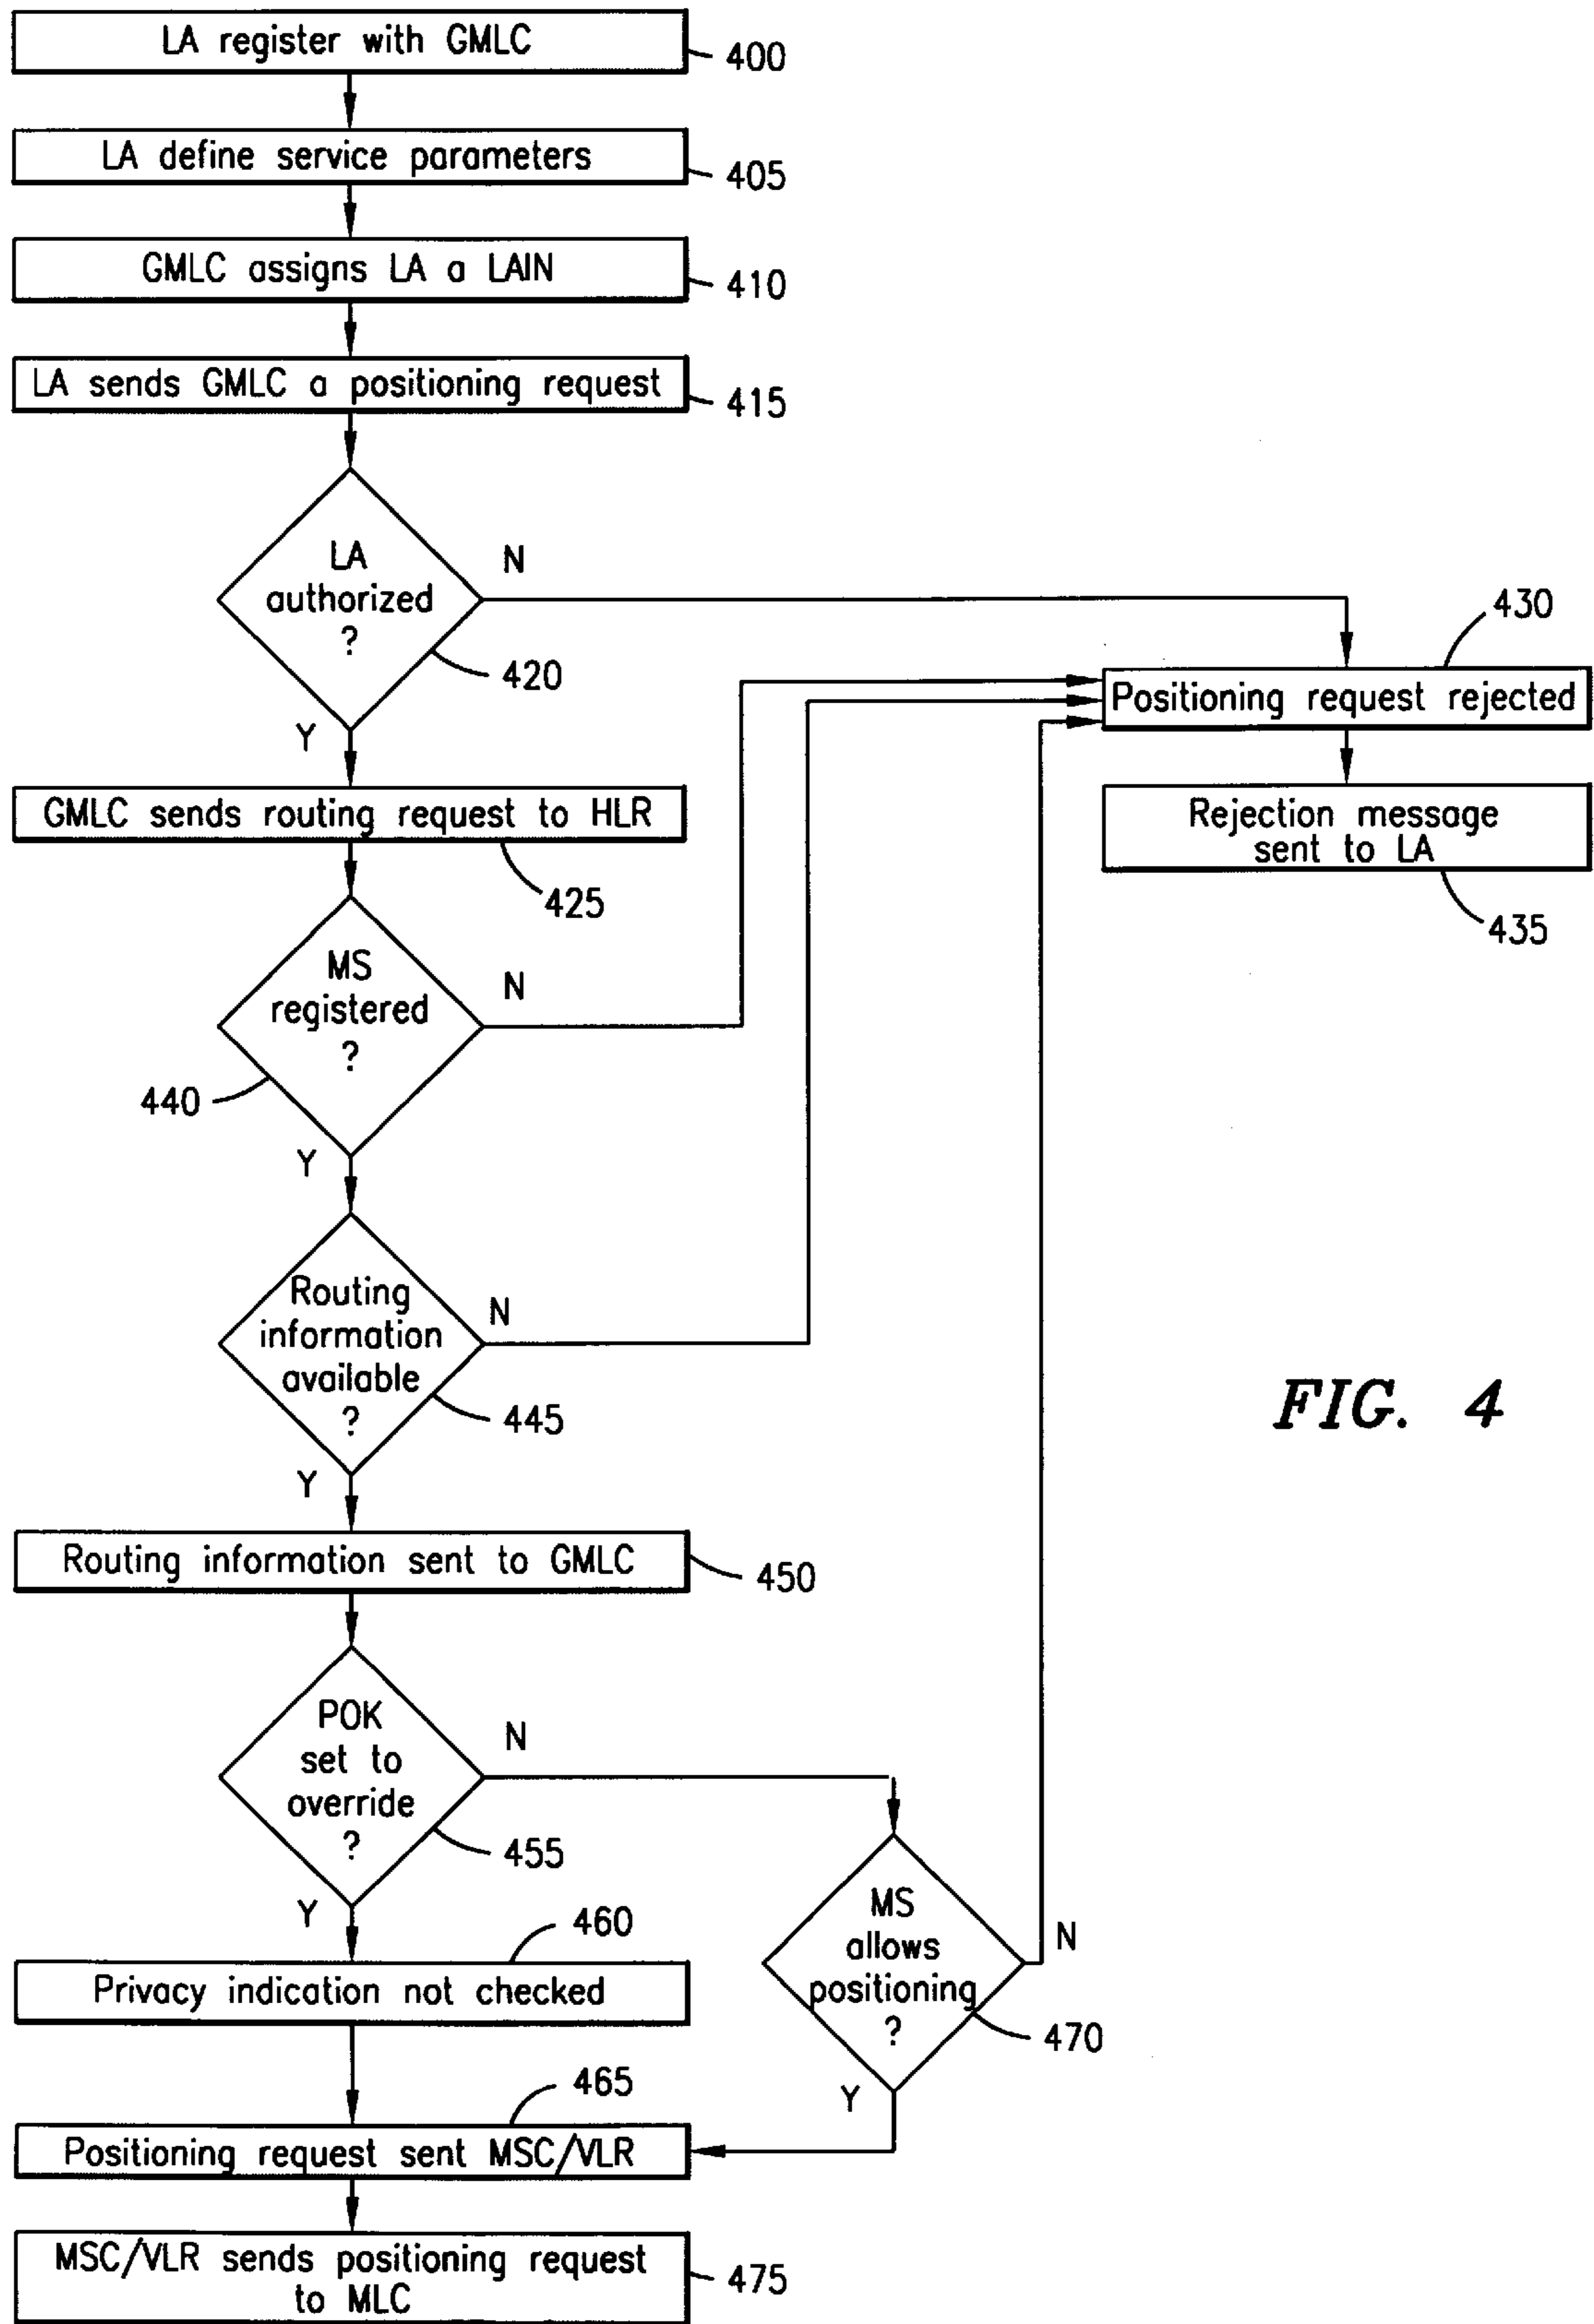 LA register with GMLC
400
LA define service parameters
405
GMLC assigns LA a LAIN
410
LA sends GMLC a positioning request
415
LA
authorized
?
N
420
Y
430
Positioning request rejected
Rejection message
sent to LA
435
GMLC sends routing request to HLR
425
MS
registered
?
N
440
Y
Routing
information
available
?
N
445
Y
FIG. 4
Routing information sent to GMLC
450
POK
set to
override
?
N
455
Y
MS
allows
positioning
?
N
470
Y
460
Privacy indication not checked
465
Positioning request sent MSC/VLR
MSC/VLR sends positioning request
to MLC
475